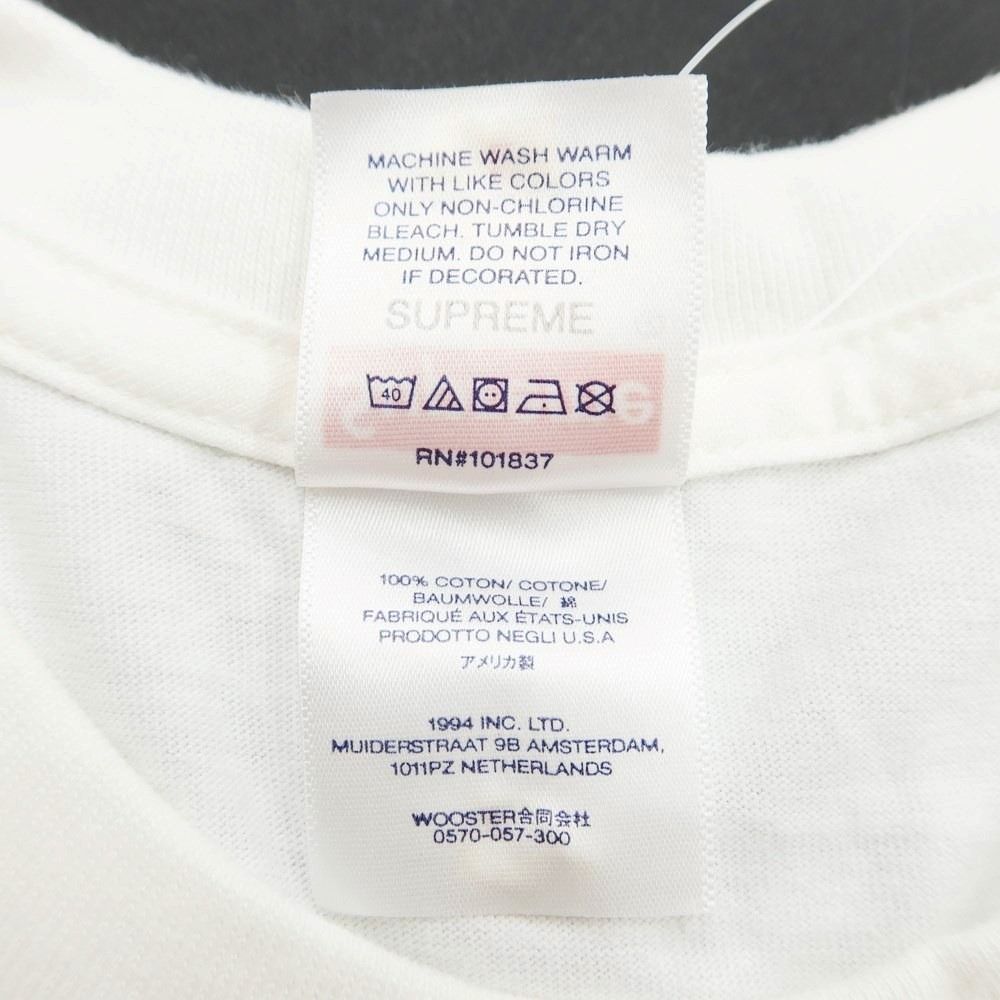 MACHINE WASH WARM
WITH LIKE COLORS
ONLY NON-CHLORINE
BLEACH. TUMBLE DRY
MEDIUM. DO NOT IRON
IF DECORATED.
SUPREME
40
RN#101837
100% COTON/ COTONE/
BAUMWOLLE/ 綿
FABRIQUÉ AUX ÉTATS-UNIS
PRODOTTO NEGLI U.S.A
アメリカ製
1994 INC. LTD.
MUIDERSTRAAT 9B AMSTERDAM,
1011PZ NETHERLANDS
WOOSTER合同会社
0570-057-300